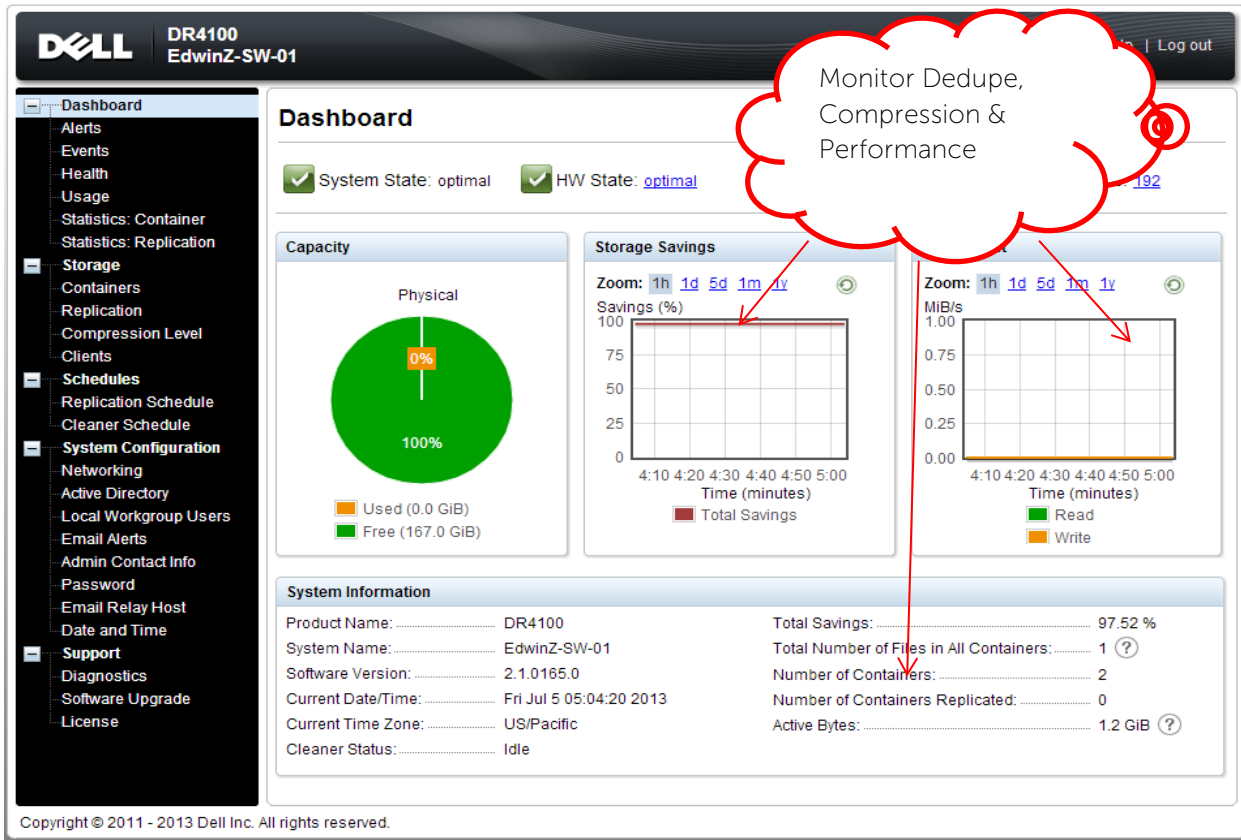 DELL
DR4100
EdwinZ-SW-01
| Log out
Monitor Dedupe,
Compression &
Performance
Dashboard
Alerts
Events
Health
Usage
Statistics: Container
Statistics: Replication
Storage
Containers
Replication
Compression Level
Clients
Schedules
Replication Schedule
Cleaner Schedule
System Configuration
Networking
Active Directory
Local Workgroup Users
Email Alerts
Admin Contact Info
Password
Email Relay Host
Date and Time
Support
Diagnostics
Software Upgrade
License
Dashboard
System State: optimal HW State: optimal 192
Capacity
Physical
0%
100%
Used (0.0 GiB)
Free (167.0 GiB)
Storage Savings
Zoom: 1h 1d 5d 1m 1y
Savings (%)
100
75
50
25
0
4:10 4:20 4:30 4:40 4:50 5:00
Time (minutes)
Total Savings
Zoom: 1h 1d 5d 1m 1y
MiB/s
1.00
0.75
0.50
0.25
0.00
4:10 4:20 4:30 4:40 4:50 5:00
Time (minutes)
Read
Write
System Information
Product Name: DR4100
System Name: EdwinZ-SW-01
Software Version: 2.1.0165.0
Current Date/Time: Fri Jul 5 05:04:20 2013
Current Time Zone: US/Pacific
Cleaner Status: Idle
Total Savings: 97.52 %
Total Number of Files in All Containers: 1 ?
Number of Containers: 2
Number of Containers Replicated: 0
Active Bytes: 1.2 GiB ?
Copyright © 2011 - 2013 Dell Inc. All rights reserved.